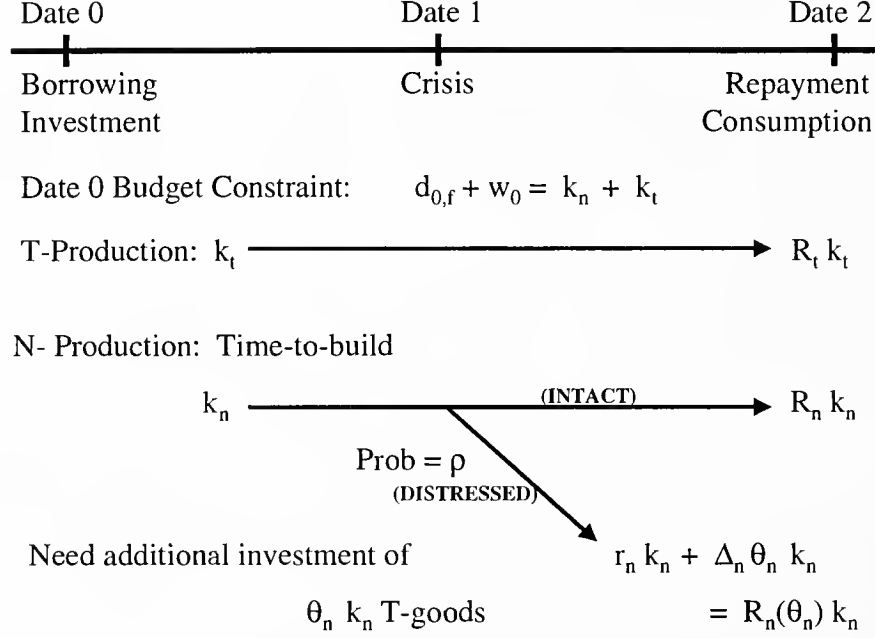 Date 0 Date 1 Date 2
Borrowing Crisis Repayment
Investment Consumption
Date 0 Budget Constraint: d₀,f + w₀ = kₙ + kₜ
T-Production: kₜ Rₜ kₜ
N- Production: Time-to-build
kₙ (INTACT) Rₙ kₙ
Prob = ρ
(DISTRESSED)
Need additional investment of rₙ kₙ + Δₙ θₙ kₙ
θₙ kₙ T-goods = Rₙ(θₙ) kₙ